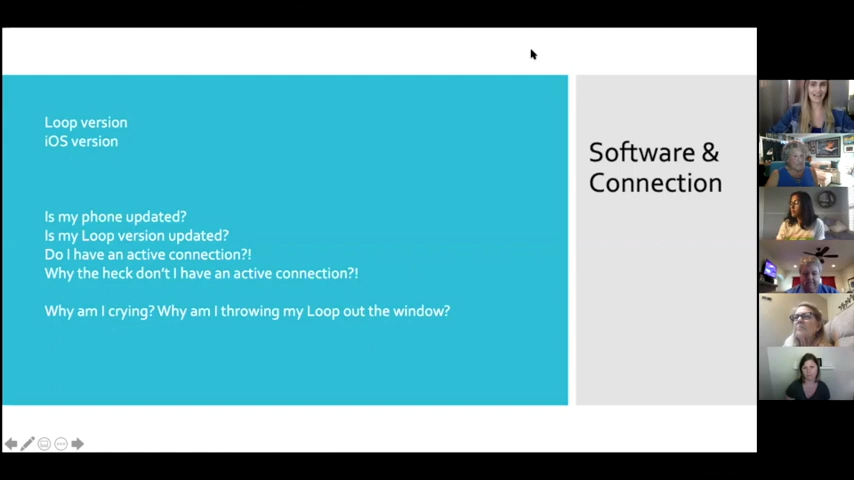 Loop version
iOS version
Is my phone updated?
Is my Loop version updated?
Do I have an active connection?!
Why the heck don't I have an active connection?!
Why am I crying? Why am I throwing my Loop out the window?
Software &
Connection